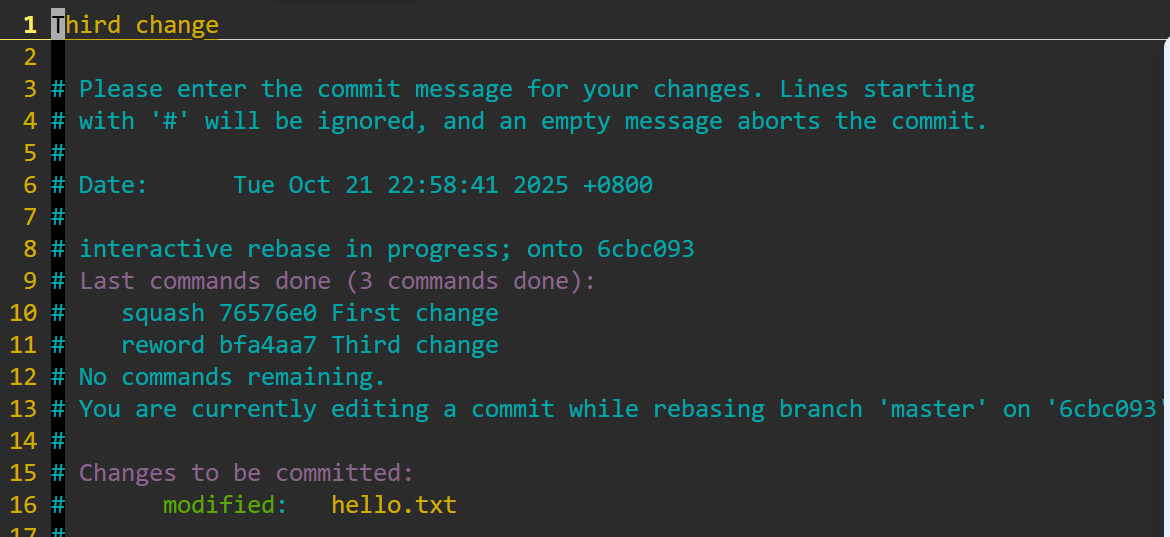 1 Third change
2
3 # Please enter the commit message for your changes. Lines starting
4 # with '#' will be ignored, and an empty message aborts the commit.
5 #
6 # Date:      Tue Oct 21 22:58:41 2025 +0800
7 #
8 # interactive rebase in progress; onto 6cbc093
9 # Last commands done (3 commands done):
10 #    squash 76576e0 First change
11 #    reword bfa4aa7 Third change
12 # No commands remaining.
13 # You are currently editing a commit while rebasing branch 'master' on '6cbc093'
14 #
15 # Changes to be committed:
16 #       modified:   hello.txt
17 #